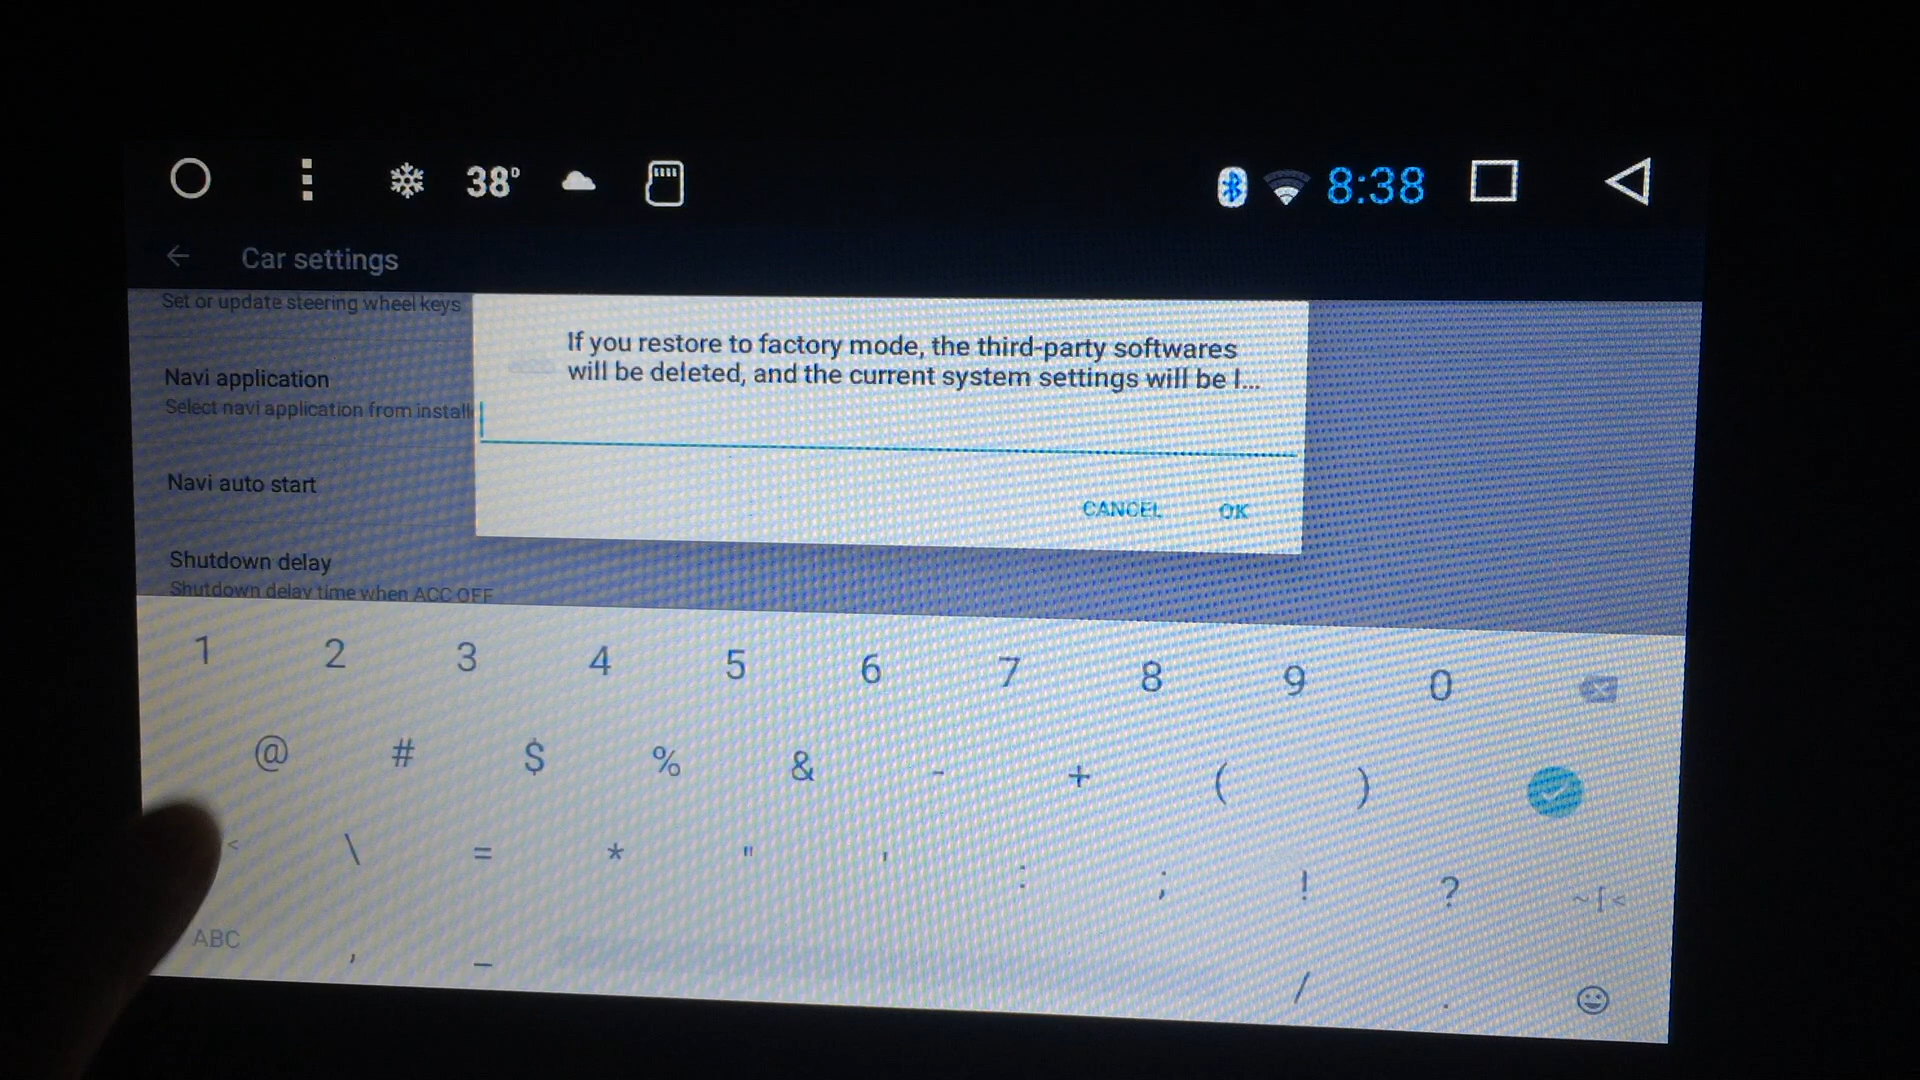 38°
8:38
Car settings
Set or update steering wheel keys
If you restore to factory mode, the third-party softwares
will be deleted, and the current system settings will be l...
Navi application
Select navi application from install
Navi auto start
CANCEL OK
Shutdown delay
Shutdown delay time when ACC OFF
1 2 3 4 5 6 7 8 9 0
@ # $ % & - + ( )
< \ = * " ' : ; ! ? ~ [ <
ABC , _ / .